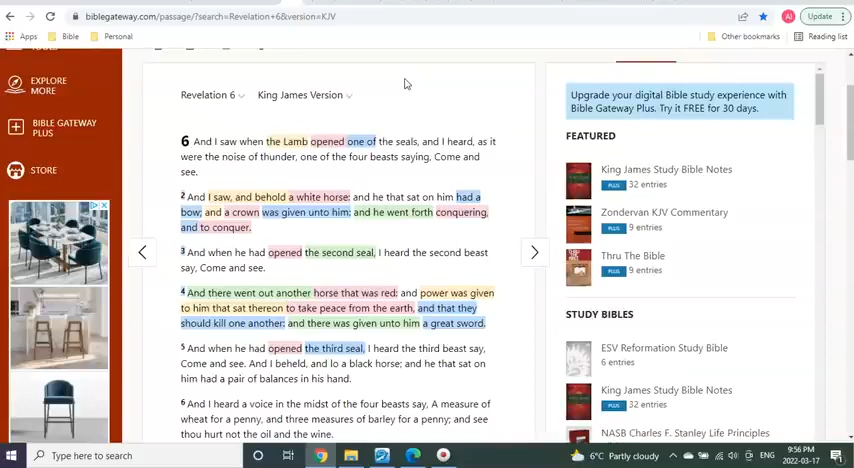 biblegateway.com/passage/?search=Revelation+6&version=KJV
AI
Update
Apps
Bible
Personal
Other bookmarks
Reading list
EXPLORE
MORE
BIBLE GATEWAY
PLUS
STORE
Revelation 6
King James Version
6 And I saw when the Lamb opened one of the seals, and I heard, as it
were the noise of thunder, one of the four beasts saying, Come and
see.
2 And I saw, and behold a white horse: and he that sat on him had a
bow; and a crown was given unto him: and he went forth conquering,
and to conquer.
3 And when he had opened the second seal, I heard the second beast
say, Come and see.
4 And there went out another horse that was red: and power was given
to him that sat thereon to take peace from the earth, and that they
should kill one another: and there was given unto him a great sword.
5 And when he had opened the third seal, I heard the third beast say,
Come and see. And I beheld, and lo a black horse; and he that sat on
him had a pair of balances in his hand.
6 And I heard a voice in the midst of the four beasts say, A measure of
wheat for a penny, and three measures of barley for a penny; and see
thou hurt not the oil and the wine.
Upgrade your digital Bible study experience with
Bible Gateway Plus. Try it FREE for 30 days.
FEATURED
King James Study Bible Notes
PLUS 32 entries
Zondervan KJV Commentary
PLUS 9 entries
Thru The Bible
PLUS 9 entries
STUDY BIBLES
ESV Reformation Study Bible
6 entries
King James Study Bible Notes
PLUS 32 entries
NASB Charles F. Stanley Life Principles
Type here to search
6°C Partly cloudy
ENG
9:56 PM
2022-03-17